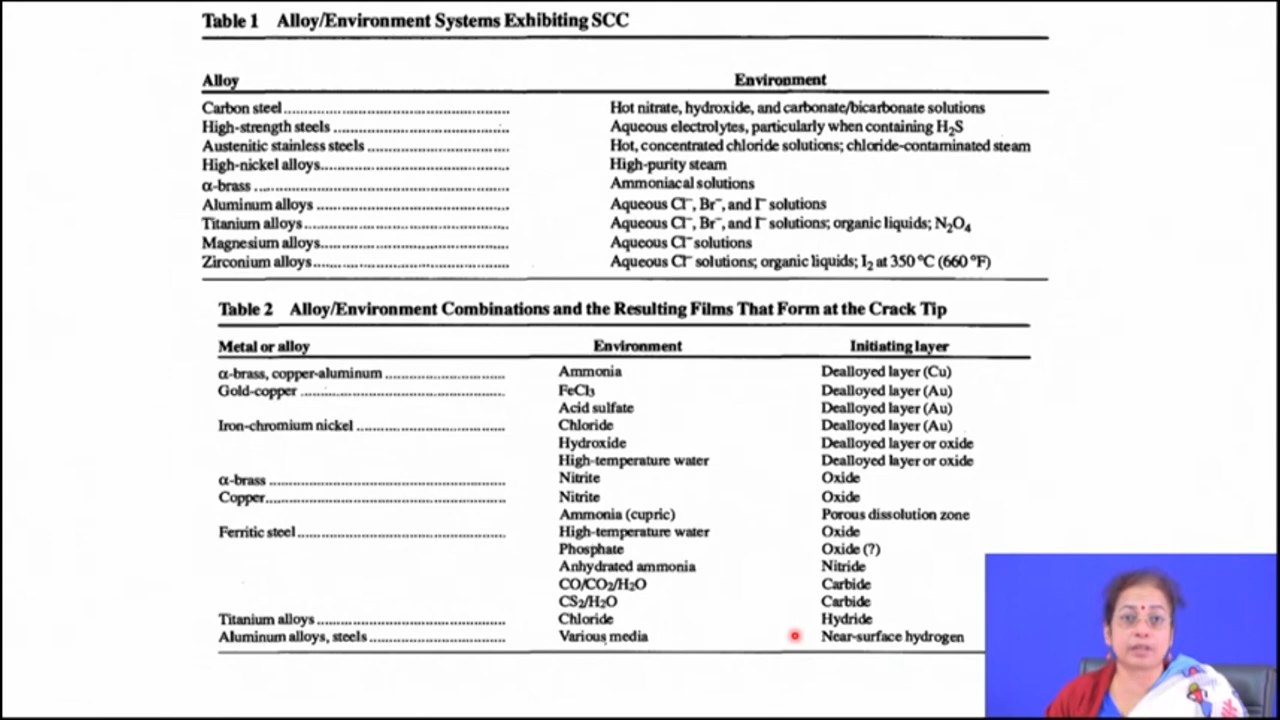 Table 1 Alloy/Environment Systems Exhibiting SCC
Alloy Environment
Carbon steel Hot nitrate, hydroxide, and carbonate/bicarbonate solutions
High-strength steels Aqueous electrolytes, particularly when containing H₂S
Austenitic stainless steels Hot, concentrated chloride solutions; chloride-contaminated steam
High-nickel alloys High-purity steam
α-brass Ammoniacal solutions
Aluminum alloys Aqueous Cl⁻, Br⁻, and I⁻ solutions
Titanium alloys Aqueous Cl⁻, Br⁻, and I⁻ solutions; organic liquids; N₂O₄
Magnesium alloys Aqueous Cl⁻ solutions
Zirconium alloys Aqueous Cl⁻ solutions; organic liquids; I₂ at 350 °C (660 °F)
Table 2 Alloy/Environment Combinations and the Resulting Films That Form at the Crack Tip
Metal or alloy Environment Initiating layer
α-brass, copper-aluminum Ammonia Dealloyed layer (Cu)
Gold-copper FeCl₃ Dealloyed layer (Au)
Acid sulfate Dealloyed layer (Au)
Iron-chromium nickel Chloride Dealloyed layer (Au)
Hydroxide Dealloyed layer or oxide
High-temperature water Dealloyed layer or oxide
α-brass Nitrite Oxide
Copper Nitrite Oxide
Ammonia (cupric) Porous dissolution zone
Ferritic steel High-temperature water Oxide
Phosphate Oxide (?)
Anhydrated ammonia Nitride
CO/CO₂/H₂O Carbide
CS₂/H₂O Carbide
Titanium alloys Chloride Hydride
Aluminum alloys, steels Various media Near-surface hydrogen